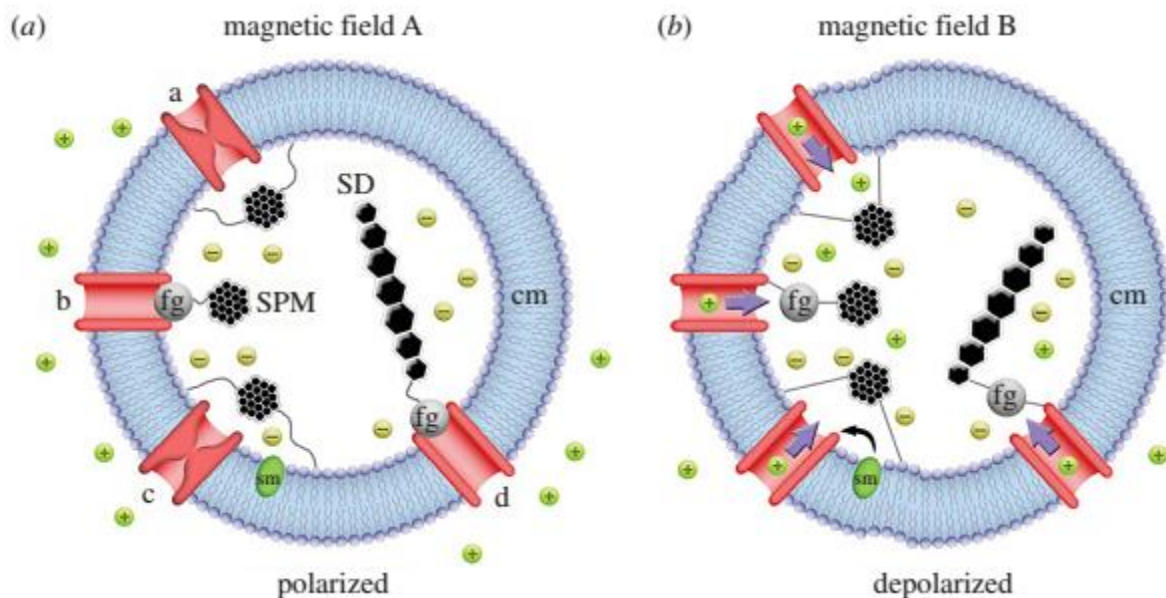 (a) magnetic field A
a
SD
b fg SPM cm
fg
sm
c d
polarized
(b) magnetic field B
fg cm
fg
sm
depolarized